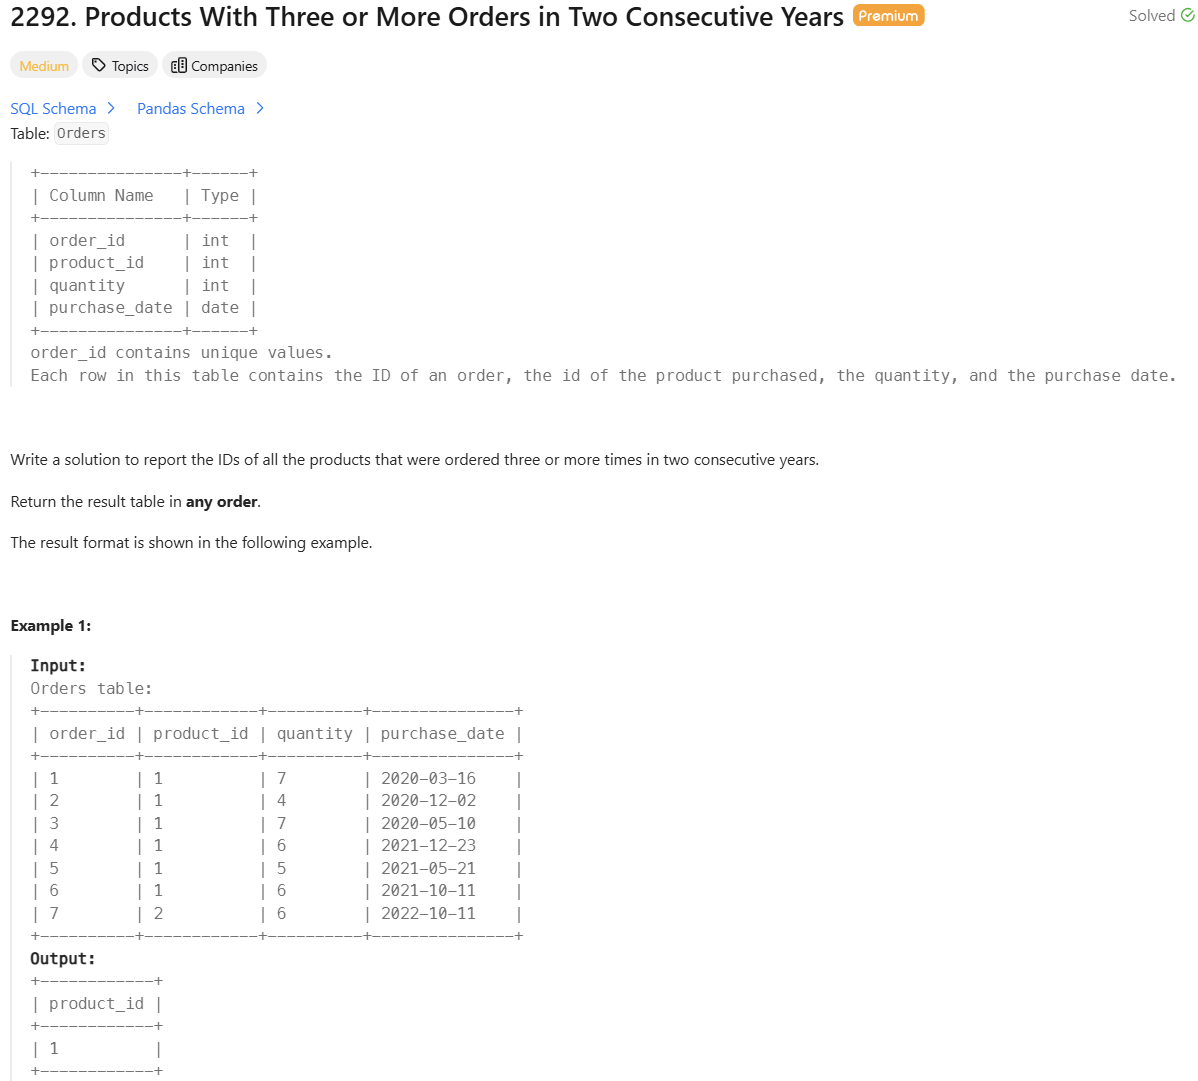 2292. Products With Three or More Orders in Two Consecutive Years Premium Solved
Medium Topics Companies
SQL Schema Pandas Schema
Table: Orders
+---------------+------+
| Column Name   | Type |
+---------------+------+
| order_id      | int  |
| product_id    | int  |
| quantity      | int  |
| purchase_date | date |
+---------------+------+
order_id contains unique values.
Each row in this table contains the ID of an order, the id of the product purchased, the quantity, and the purchase date.
Write a solution to report the IDs of all the products that were ordered three or more times in two consecutive years.
Return the result table in any order.
The result format is shown in the following example.
Example 1:
Input:
Orders table:
+----------+------------+----------+---------------+
| order_id | product_id | quantity | purchase_date |
+----------+------------+----------+---------------+
| 1        | 1          | 7        | 2020-03-16    |
| 2        | 1          | 4        | 2020-12-02    |
| 3        | 1          | 7        | 2020-05-10    |
| 4        | 1          | 6        | 2021-12-23    |
| 5        | 1          | 5        | 2021-05-21    |
| 6        | 1          | 6        | 2021-10-11    |
| 7        | 2          | 6        | 2022-10-11    |
+----------+------------+----------+---------------+
Output:
+------------+
| product_id |
+------------+
| 1          |
+------------+